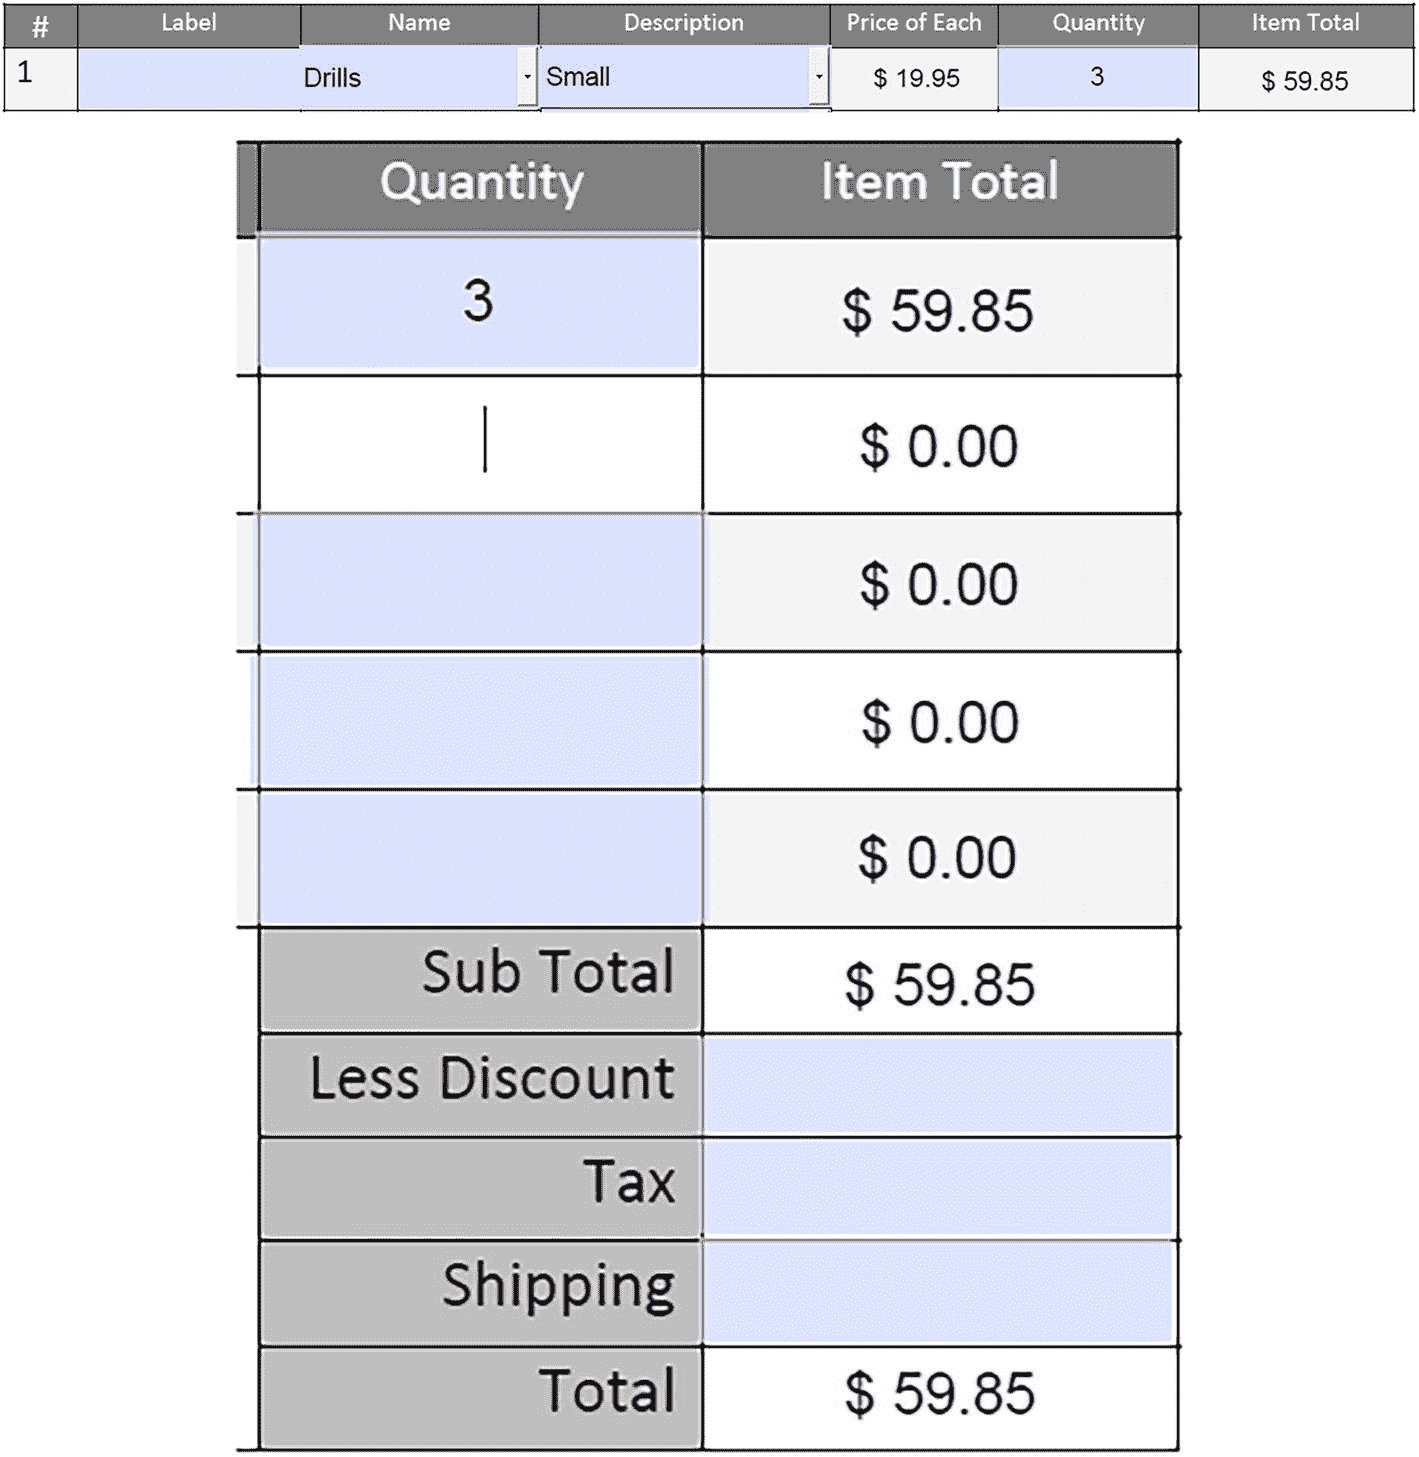 # Label Name Description Price of Each Quantity Item Total
1 Drills Small $ 19.95 3 $ 59.85
Quantity Item Total
3 $ 59.85
$ 0.00
$ 0.00
$ 0.00
$ 0.00
Sub Total $ 59.85
Less Discount
Tax
Shipping
Total $ 59.85